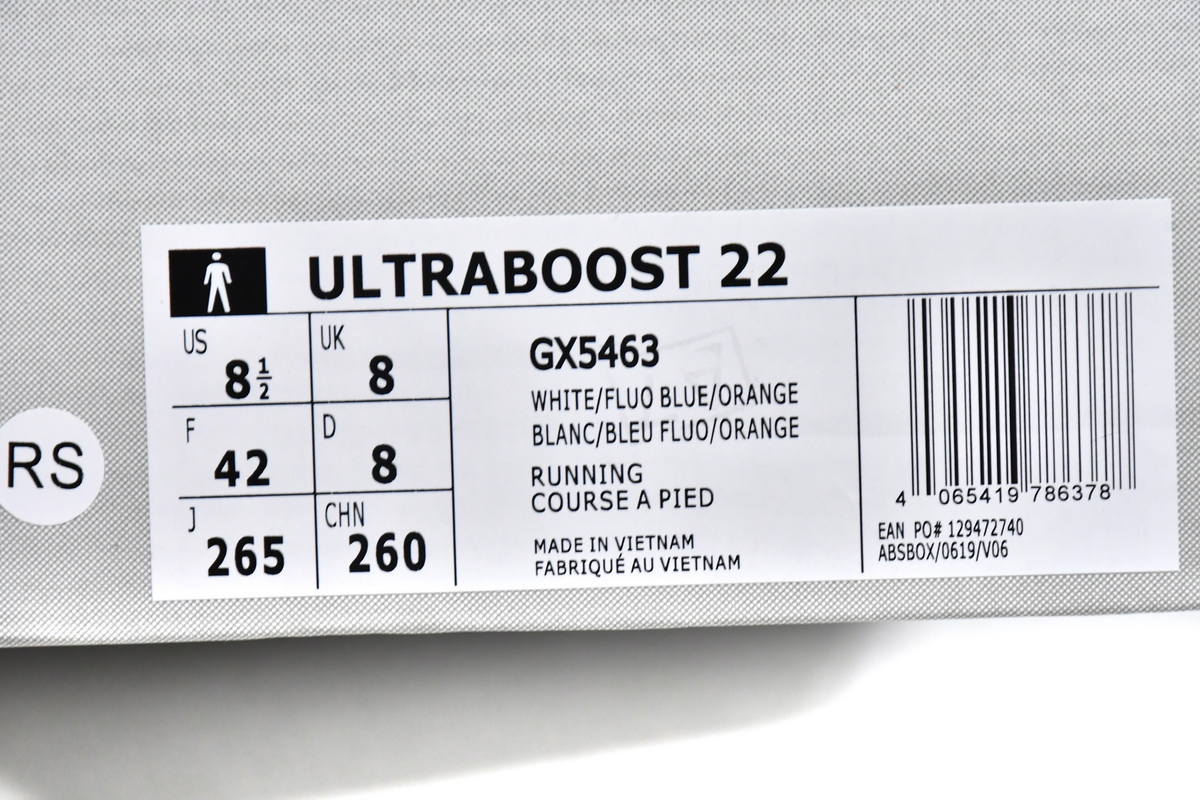 ULTRABOOST 22
US 8 1/2
UK 8
F 42
D 8
J 265
CHN 260
GX5463
WHITE/FLUO BLUE/ORANGE
BLANC/BLEU FLUO/ORANGE
RUNNING
COURSE A PIED
MADE IN VIETNAM
FABRIQUÉ AU VIETNAM
4 065419 786378
EAN PO# 129472740
ABSBOX/0619/V06
RS